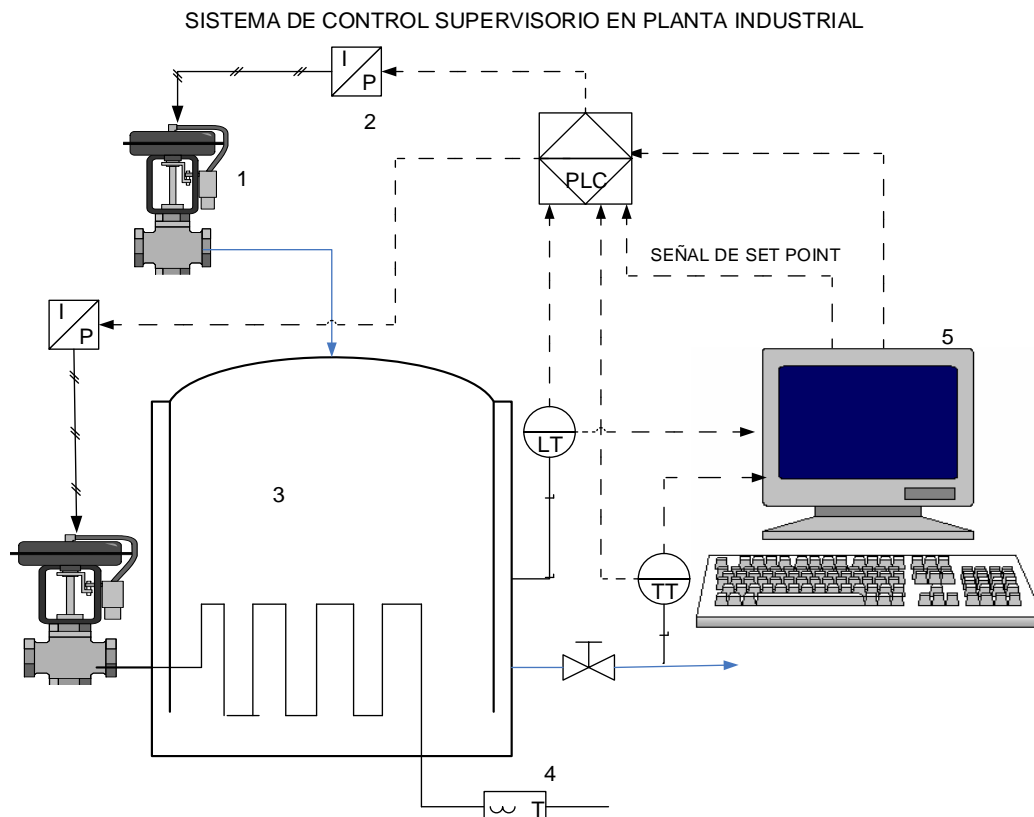 SISTEMA DE CONTROL SUPERVISORIO EN PLANTA INDUSTRIAL
I
P
2
1
PLC
SEÑAL DE SET POINT
I
P
5
LT
3
TT
4
T